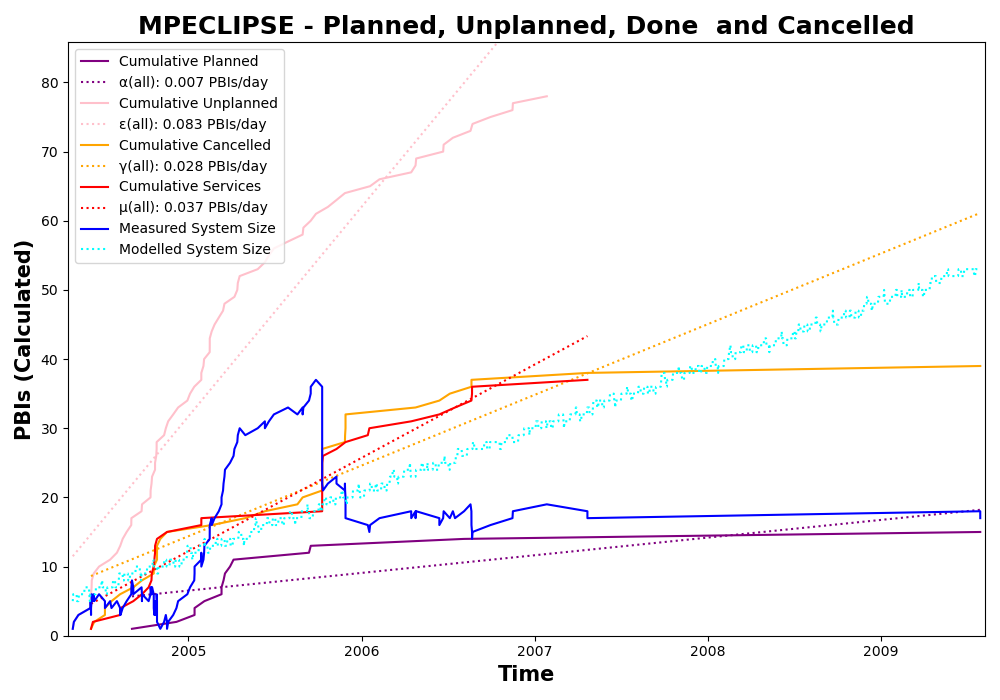 MPECLIPSE - Planned, Unplanned, Done  and Cancelled
PBIs (Calculated)
80
70
60
50
40
30
20
10
0
Cumulative Planned
α(all): 0.007 PBIs/day
Cumulative Unplanned
ε(all): 0.083 PBIs/day
Cumulative Cancelled
γ(all): 0.028 PBIs/day
Cumulative Services
μ(all): 0.037 PBIs/day
Measured System Size
Modelled System Size
2005
2006
2007
2008
2009
Time